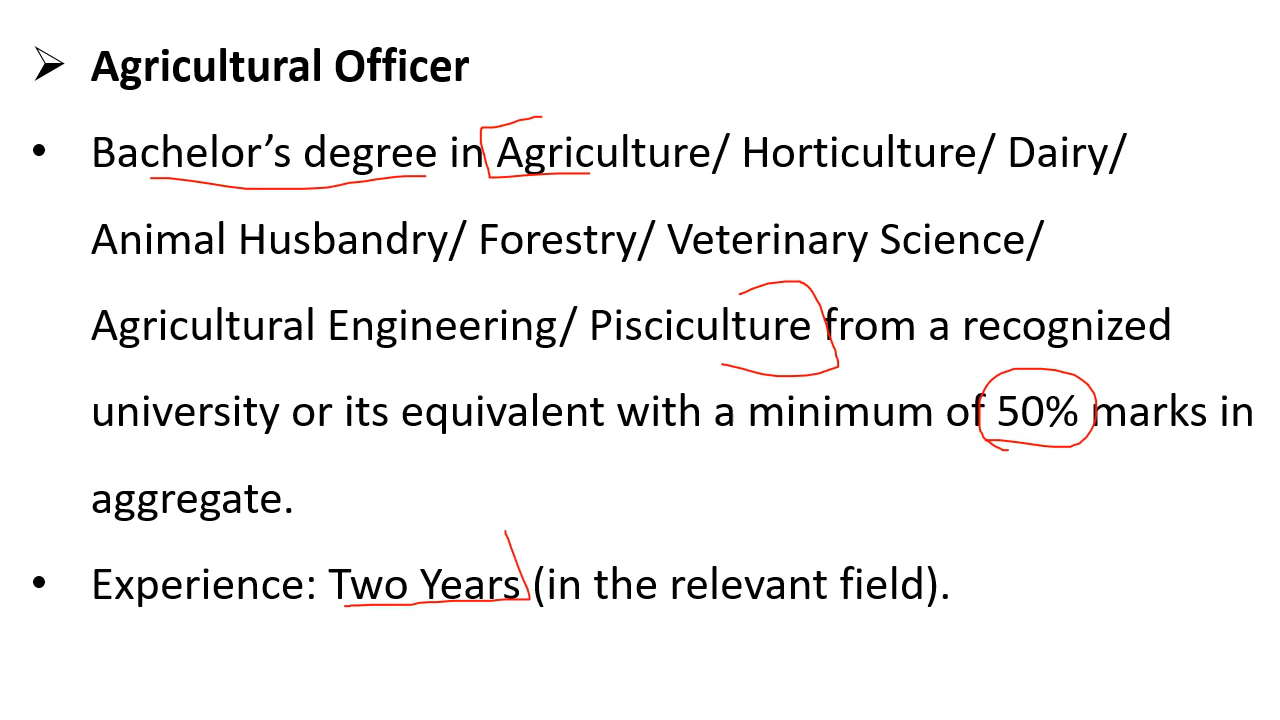 ➢ Agricultural Officer
• Bachelor’s degree in Agriculture/ Horticulture/ Dairy/
Animal Husbandry/ Forestry/ Veterinary Science/
Agricultural Engineering/ Pisciculture from a recognized
university or its equivalent with a minimum of 50% marks in
aggregate.
• Experience: Two Years (in the relevant field).